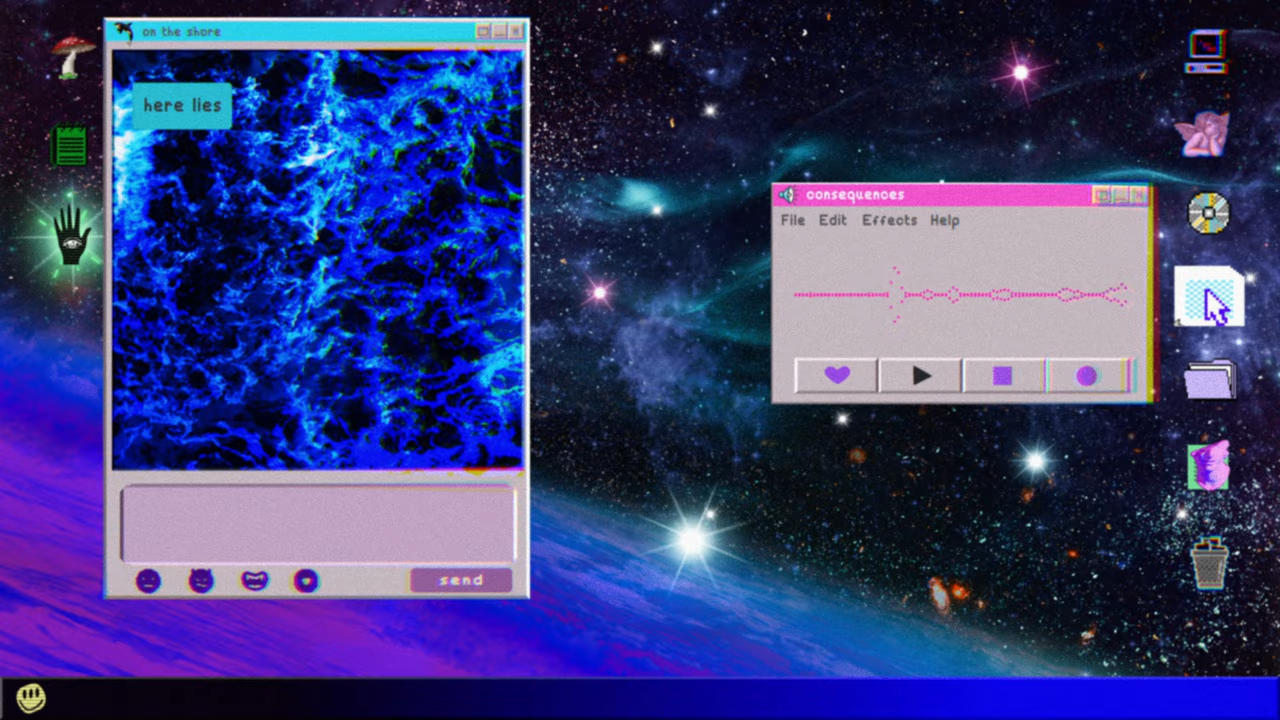 on the shore
here lies
send
consequences
File Edit Effects Help